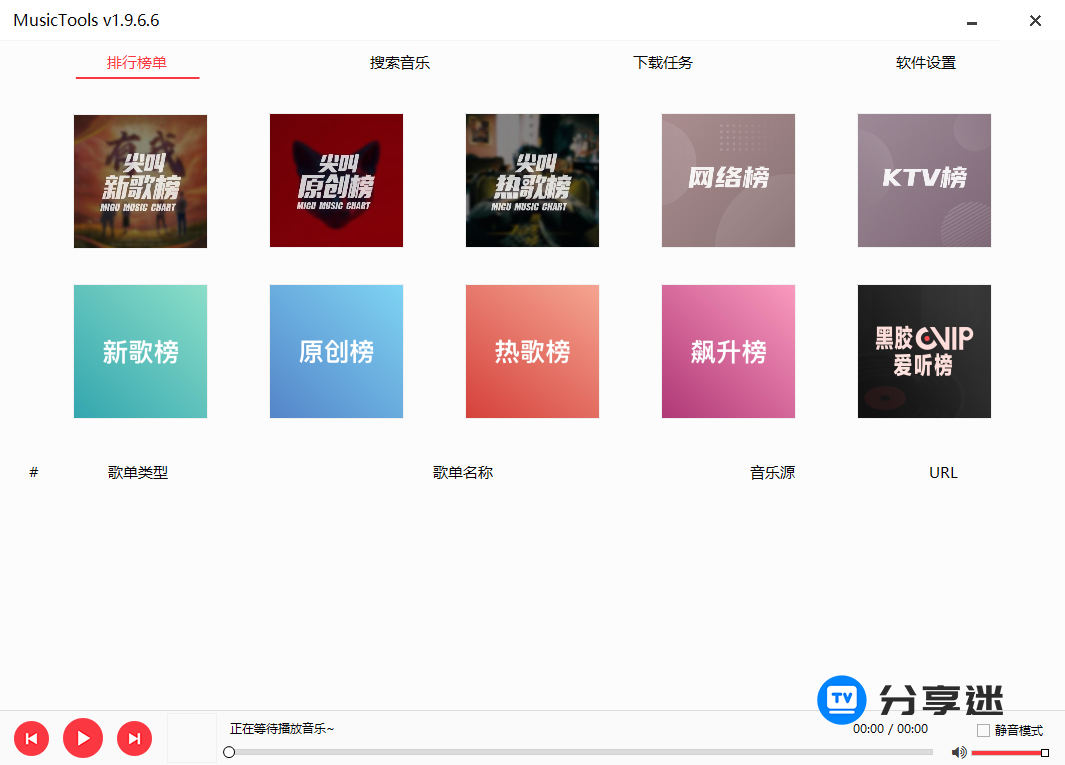 MusicTools v1.9.6.6
排行榜单
搜索音乐
下载任务
软件设置
有我
尖叫
新歌榜
MIGU MUSIC CHART
尖叫
原创榜
MIGU MUSIC CHART
尖叫
热歌榜
MIGU MUSIC CHART
网络榜
KTV榜
新歌榜
原创榜
热歌榜
飙升榜
黑胶VIP
爱听榜
# 歌单类型 歌单名称 音乐源 URL
TV 分享迷
正在等待播放音乐~
00:00 / 00:00
静音模式